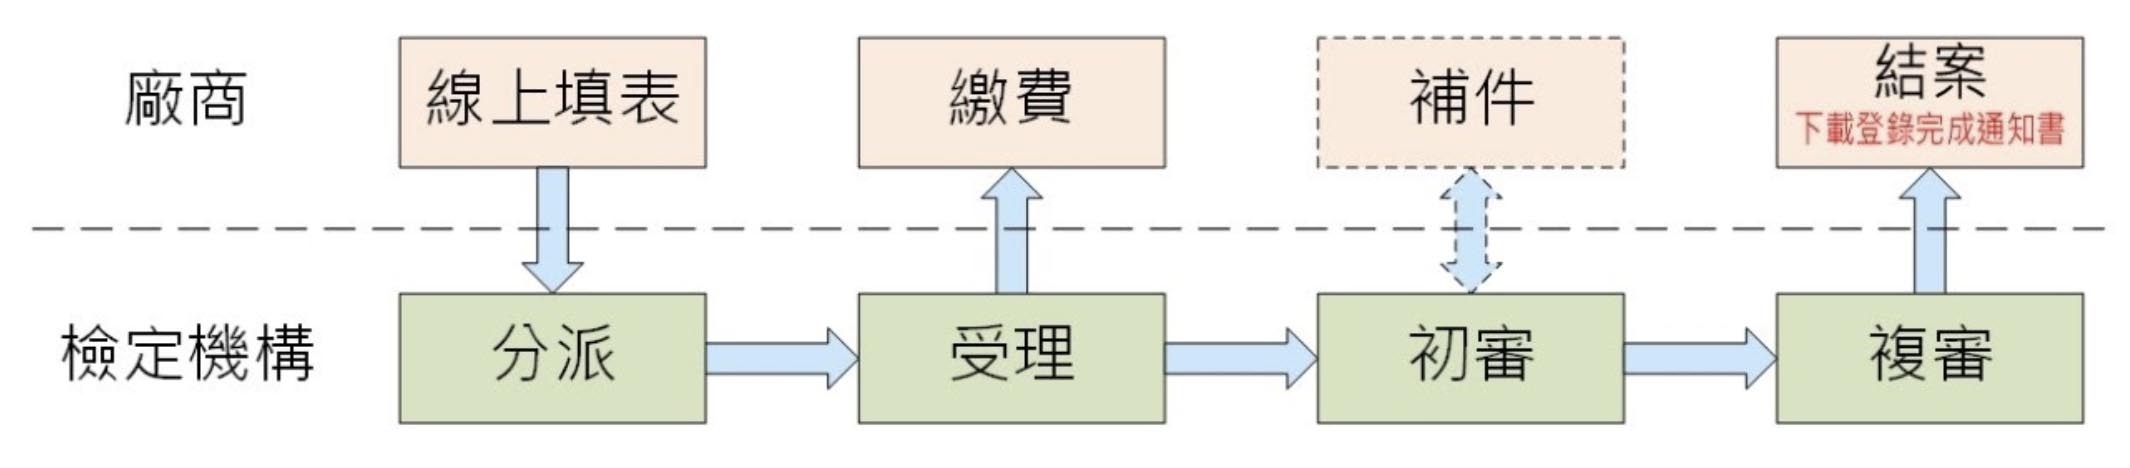 廠商
線上填表
繳費
補件
結案
下載登錄完成通知書
檢定機構
分派
受理
初審
複審